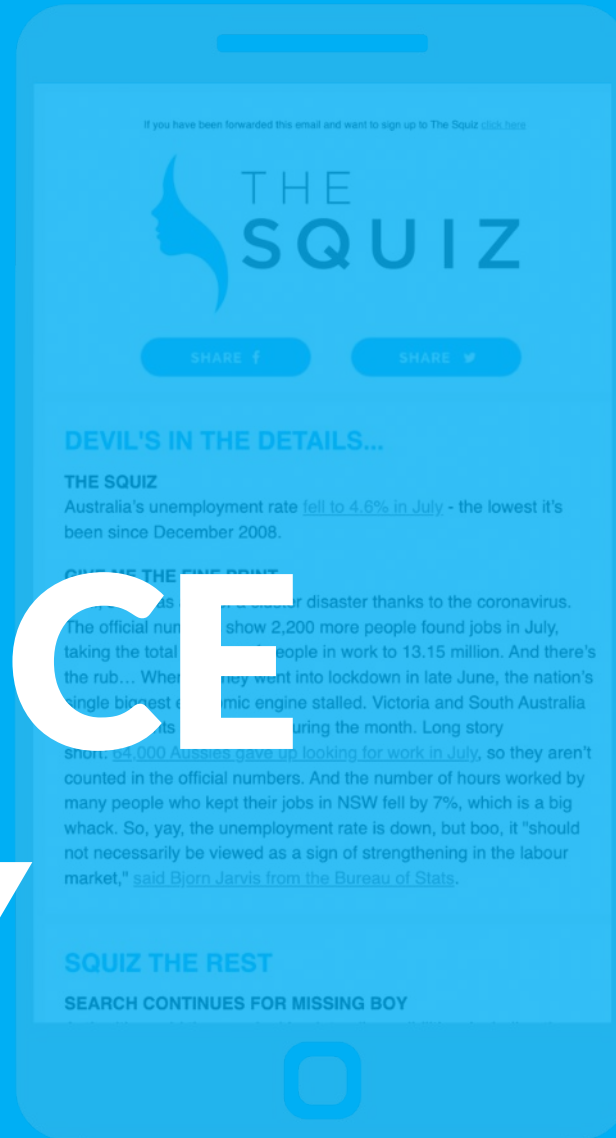 If you have been forwarded this email and want to sign up to The Squiz click here
THE
SQUIZ
SHARE f
SHARE
DEVIL'S IN THE DETAILS...
THE SQUIZ
Australia's unemployment rate fell to 4.6% in July - the lowest it's
been since December 2008.
GIVE ME THE FINE PRINT
CE
disaster thanks to the coronavirus.
The official show 2,200 more people found jobs in July,
taking the total people in work to 13.15 million. And there's
the rub... they went into lockdown in late June, the nation's
single biggest engine stalled. Victoria and South Australia
during the month. Long story
short: 64,000 Aussies gave up looking for work in July, so they aren't
counted in the official numbers. And the number of hours worked by
many people who kept their jobs in NSW fell by 7%, which is a big
whack. So, yay, the unemployment rate is down, but boo, it "should
not necessarily be viewed as a sign of strengthening in the labour
market," said Bjorn Jarvis from the Bureau of Stats.
SQUIZ THE REST
SEARCH CONTINUES FOR MISSING BOY